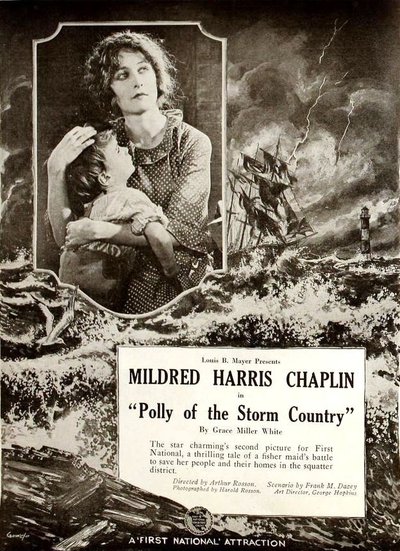 Louis B. Mayer Presents
MILDRED HARRIS CHAPLIN
in
"Polly of the Storm Country"
By Grace Miller White
The star charming's second picture for First
National, a thrilling tale of a fisher maid's battle
to save her people and their homes in the squatter
district.
Directed by Arthur Rosson. Scenario by Frank M. Dazey
Photographed by Harold Rosson. Art Director, George Hopkins
A 'FIRST NATIONAL' ATTRACTION